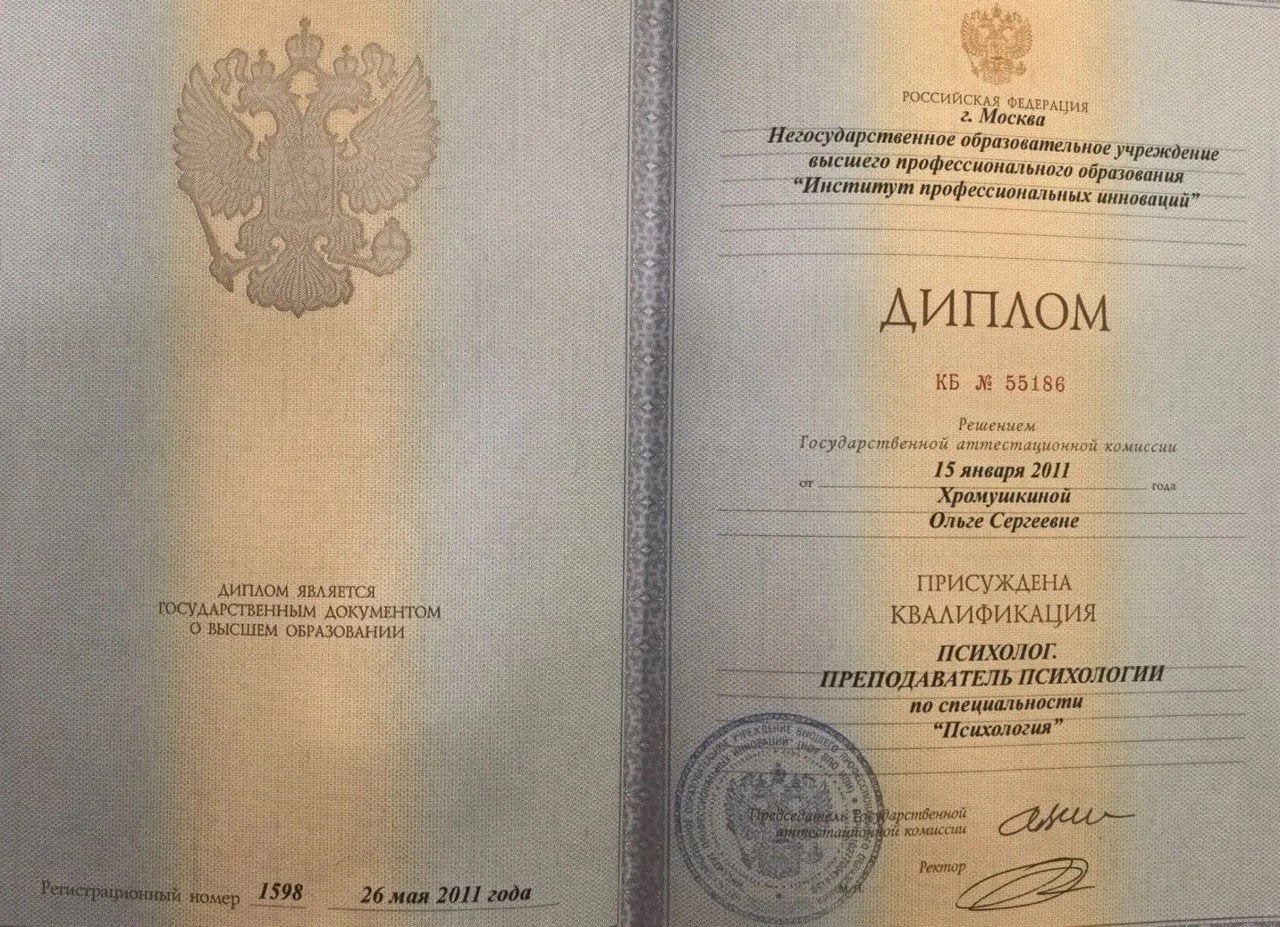 ДИПЛОМ ЯВЛЯЕТСЯ
ГОСУДАРСТВЕННЫМ ДОКУМЕНТОМ
О ВЫСШЕМ ОБРАЗОВАНИИ
Регистрационный номер 1598 26 мая 2011 года
РОССИЙСКАЯ ФЕДЕРАЦИЯ
г. Москва
Негосударственное образовательное учреждение
высшего профессионального образования
“Институт профессиональных инноваций”
ДИПЛОМ
КБ № 55186
Решением
Государственной аттестационной комиссии
от 15 января 2011 года
Хромушкиной
Ольге Сергеевне
ПРИСУЖДЕНА
КВАЛИФИКАЦИЯ
ПСИХОЛОГ.
ПРЕПОДАВАТЕЛЬ ПСИХОЛОГИИ
по специальности
“Психология”
Председатель Государственной
аттестационной комиссии
Ректор
М.П.